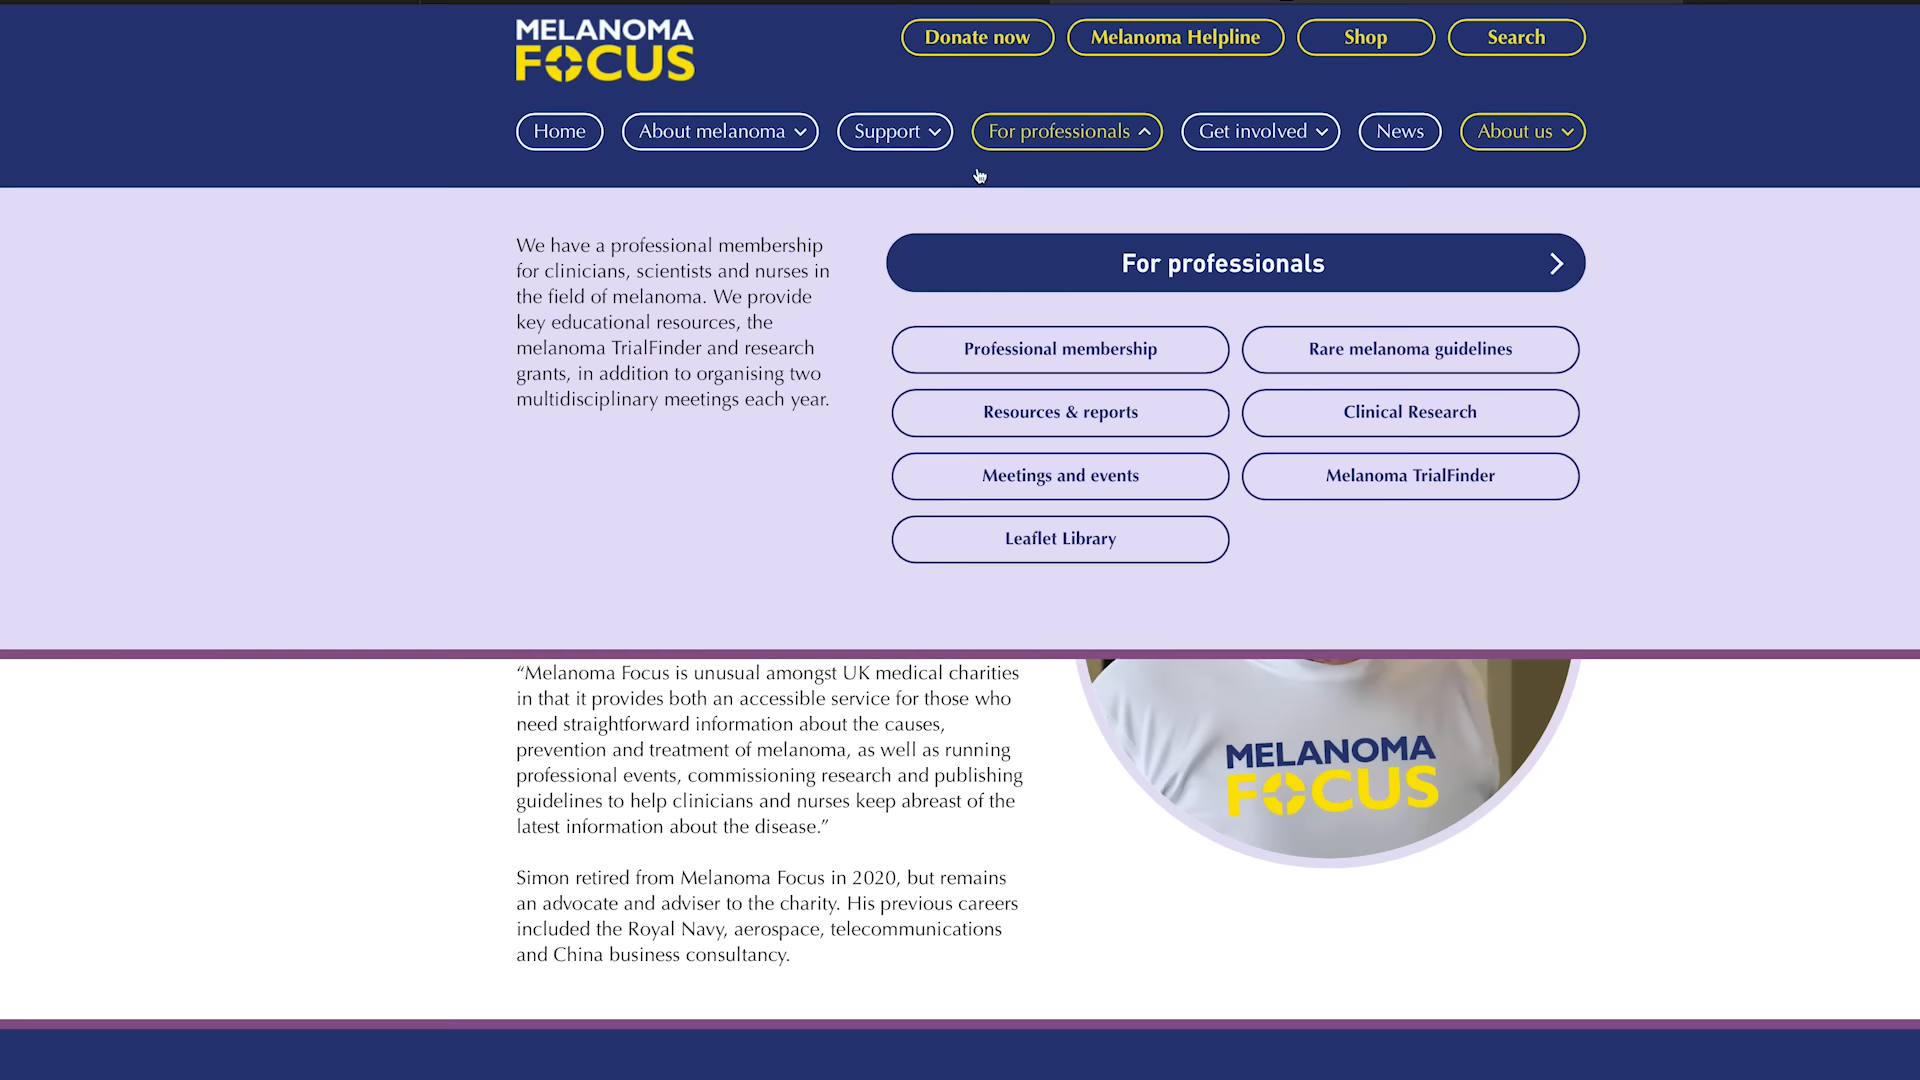 MELANOMA
FOCUS
Donate now
Melanoma Helpline
Shop
Search
Home
About melanoma
Support
For professionals
Get involved
News
About us
We have a professional membership
for clinicians, scientists and nurses in
the field of melanoma. We provide
key educational resources, the
melanoma TrialFinder and research
grants, in addition to organising two
multidisciplinary meetings each year.
For professionals
Professional membership
Rare melanoma guidelines
Resources & reports
Clinical Research
Meetings and events
Melanoma TrialFinder
Leaflet Library
“Melanoma Focus is unusual amongst UK medical charities
in that it provides both an accessible service for those who
need straightforward information about the causes,
prevention and treatment of melanoma, as well as running
professional events, commissioning research and publishing
guidelines to help clinicians and nurses keep abreast of the
latest information about the disease.”
Simon retired from Melanoma Focus in 2020, but remains
an advocate and adviser to the charity. His previous careers
included the Royal Navy, aerospace, telecommunications
and China business consultancy.
MELANOMA
FOCUS